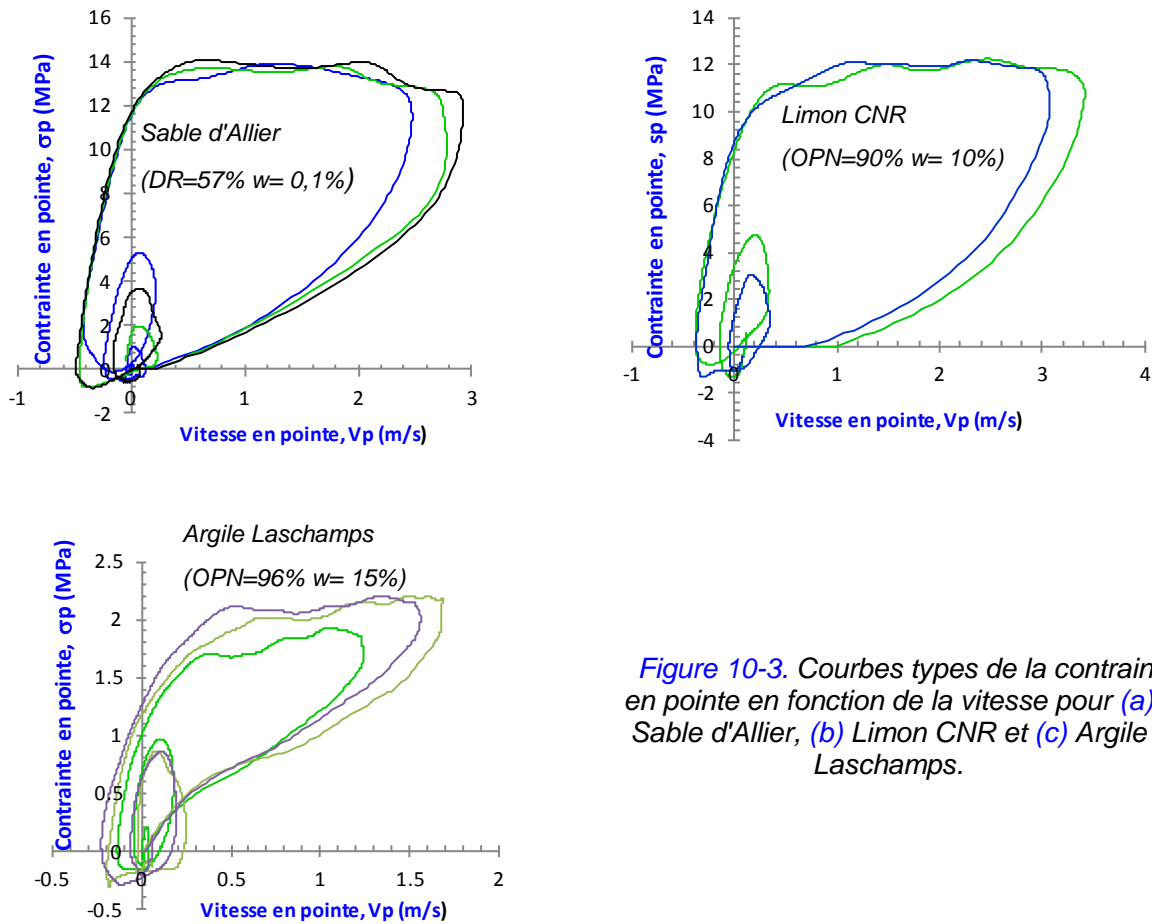 16
14
12
10
8
6
4
2
0
-2
-1
0
1
2
3
Contrainte en pointe, σp (MPa)
Vitesse en pointe, Vp (m/s)
Sable d'Allier
(DR=57% w= 0,1%)
14
12
10
8
6
4
2
0
-2
-4
-1
0
1
2
3
4
Contrainte en pointe, sp (MPa)
Vitesse en pointe, Vp (m/s)
Limon CNR
(OPN=90% w= 10%)
Argile Laschamps
(OPN=96% w= 15%)
2.5
2
1.5
1
0.5
0
-0.5
-0.5
0
0.5
1
1.5
2
Contrainte en pointe, σp (MPa)
Vitesse en pointe, Vp (m/s)
Figure 10-3. Courbes types de la contrain
en pointe en fonction de la vitesse pour (a)
Sable d'Allier, (b) Limon CNR et (c) Argile
Laschamps.